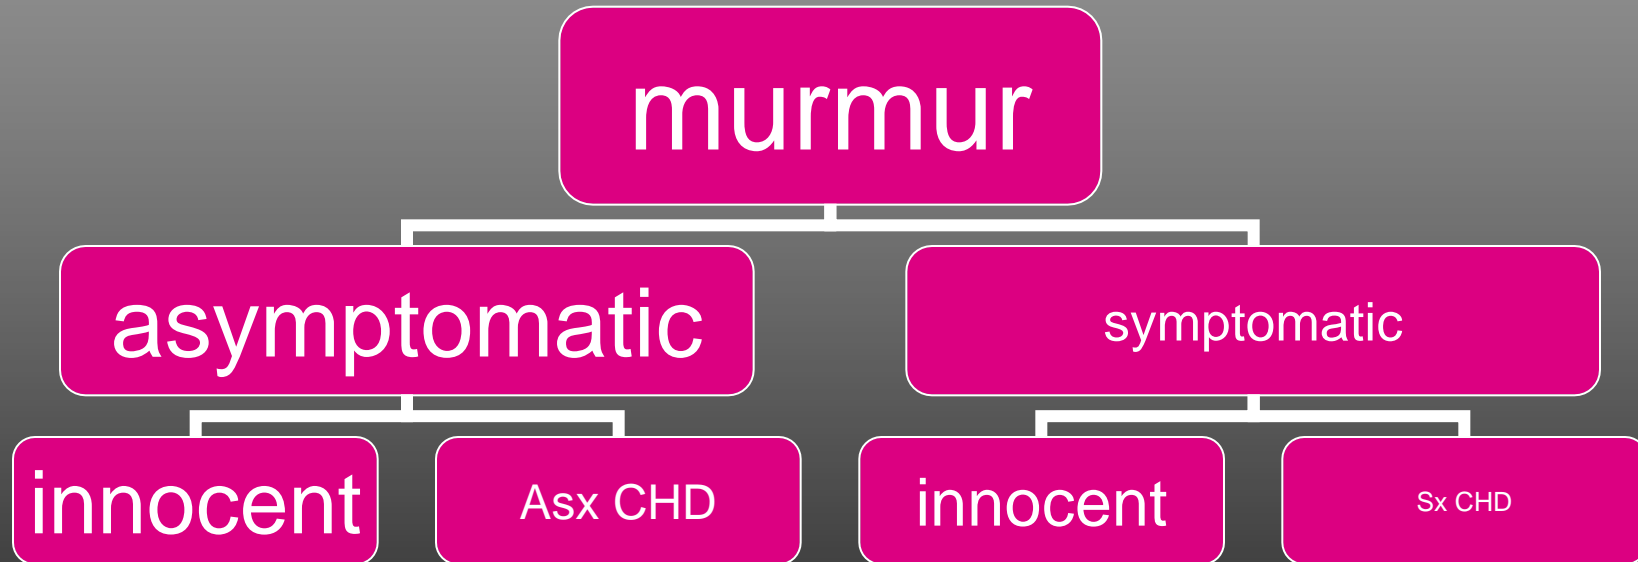 murmur
asymptomatic
symptomatic
innocent
Asx CHD
innocent
Sx CHD